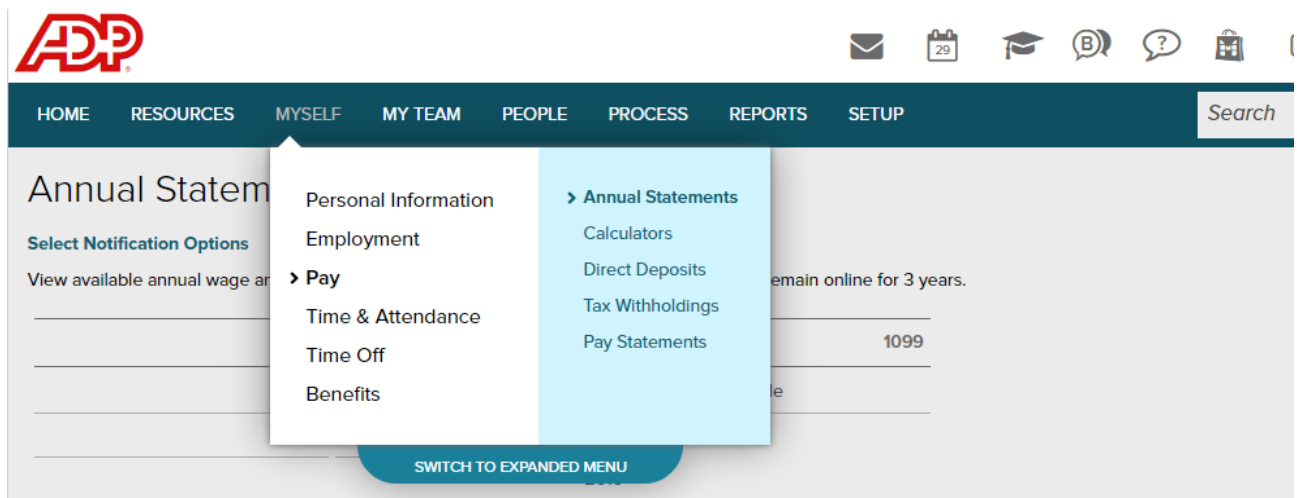 ADP
29
B
?
HOME RESOURCES MYSELF MY TEAM PEOPLE PROCESS REPORTS SETUP Search
Annual Statem
Select Notification Options
View available annual wage ar
emain online for 3 years.
1099
le
Personal Information
Employment
Pay
Time & Attendance
Time Off
Benefits
Annual Statements
Calculators
Direct Deposits
Tax Withholdings
Pay Statements
SWITCH TO EXPANDED MENU